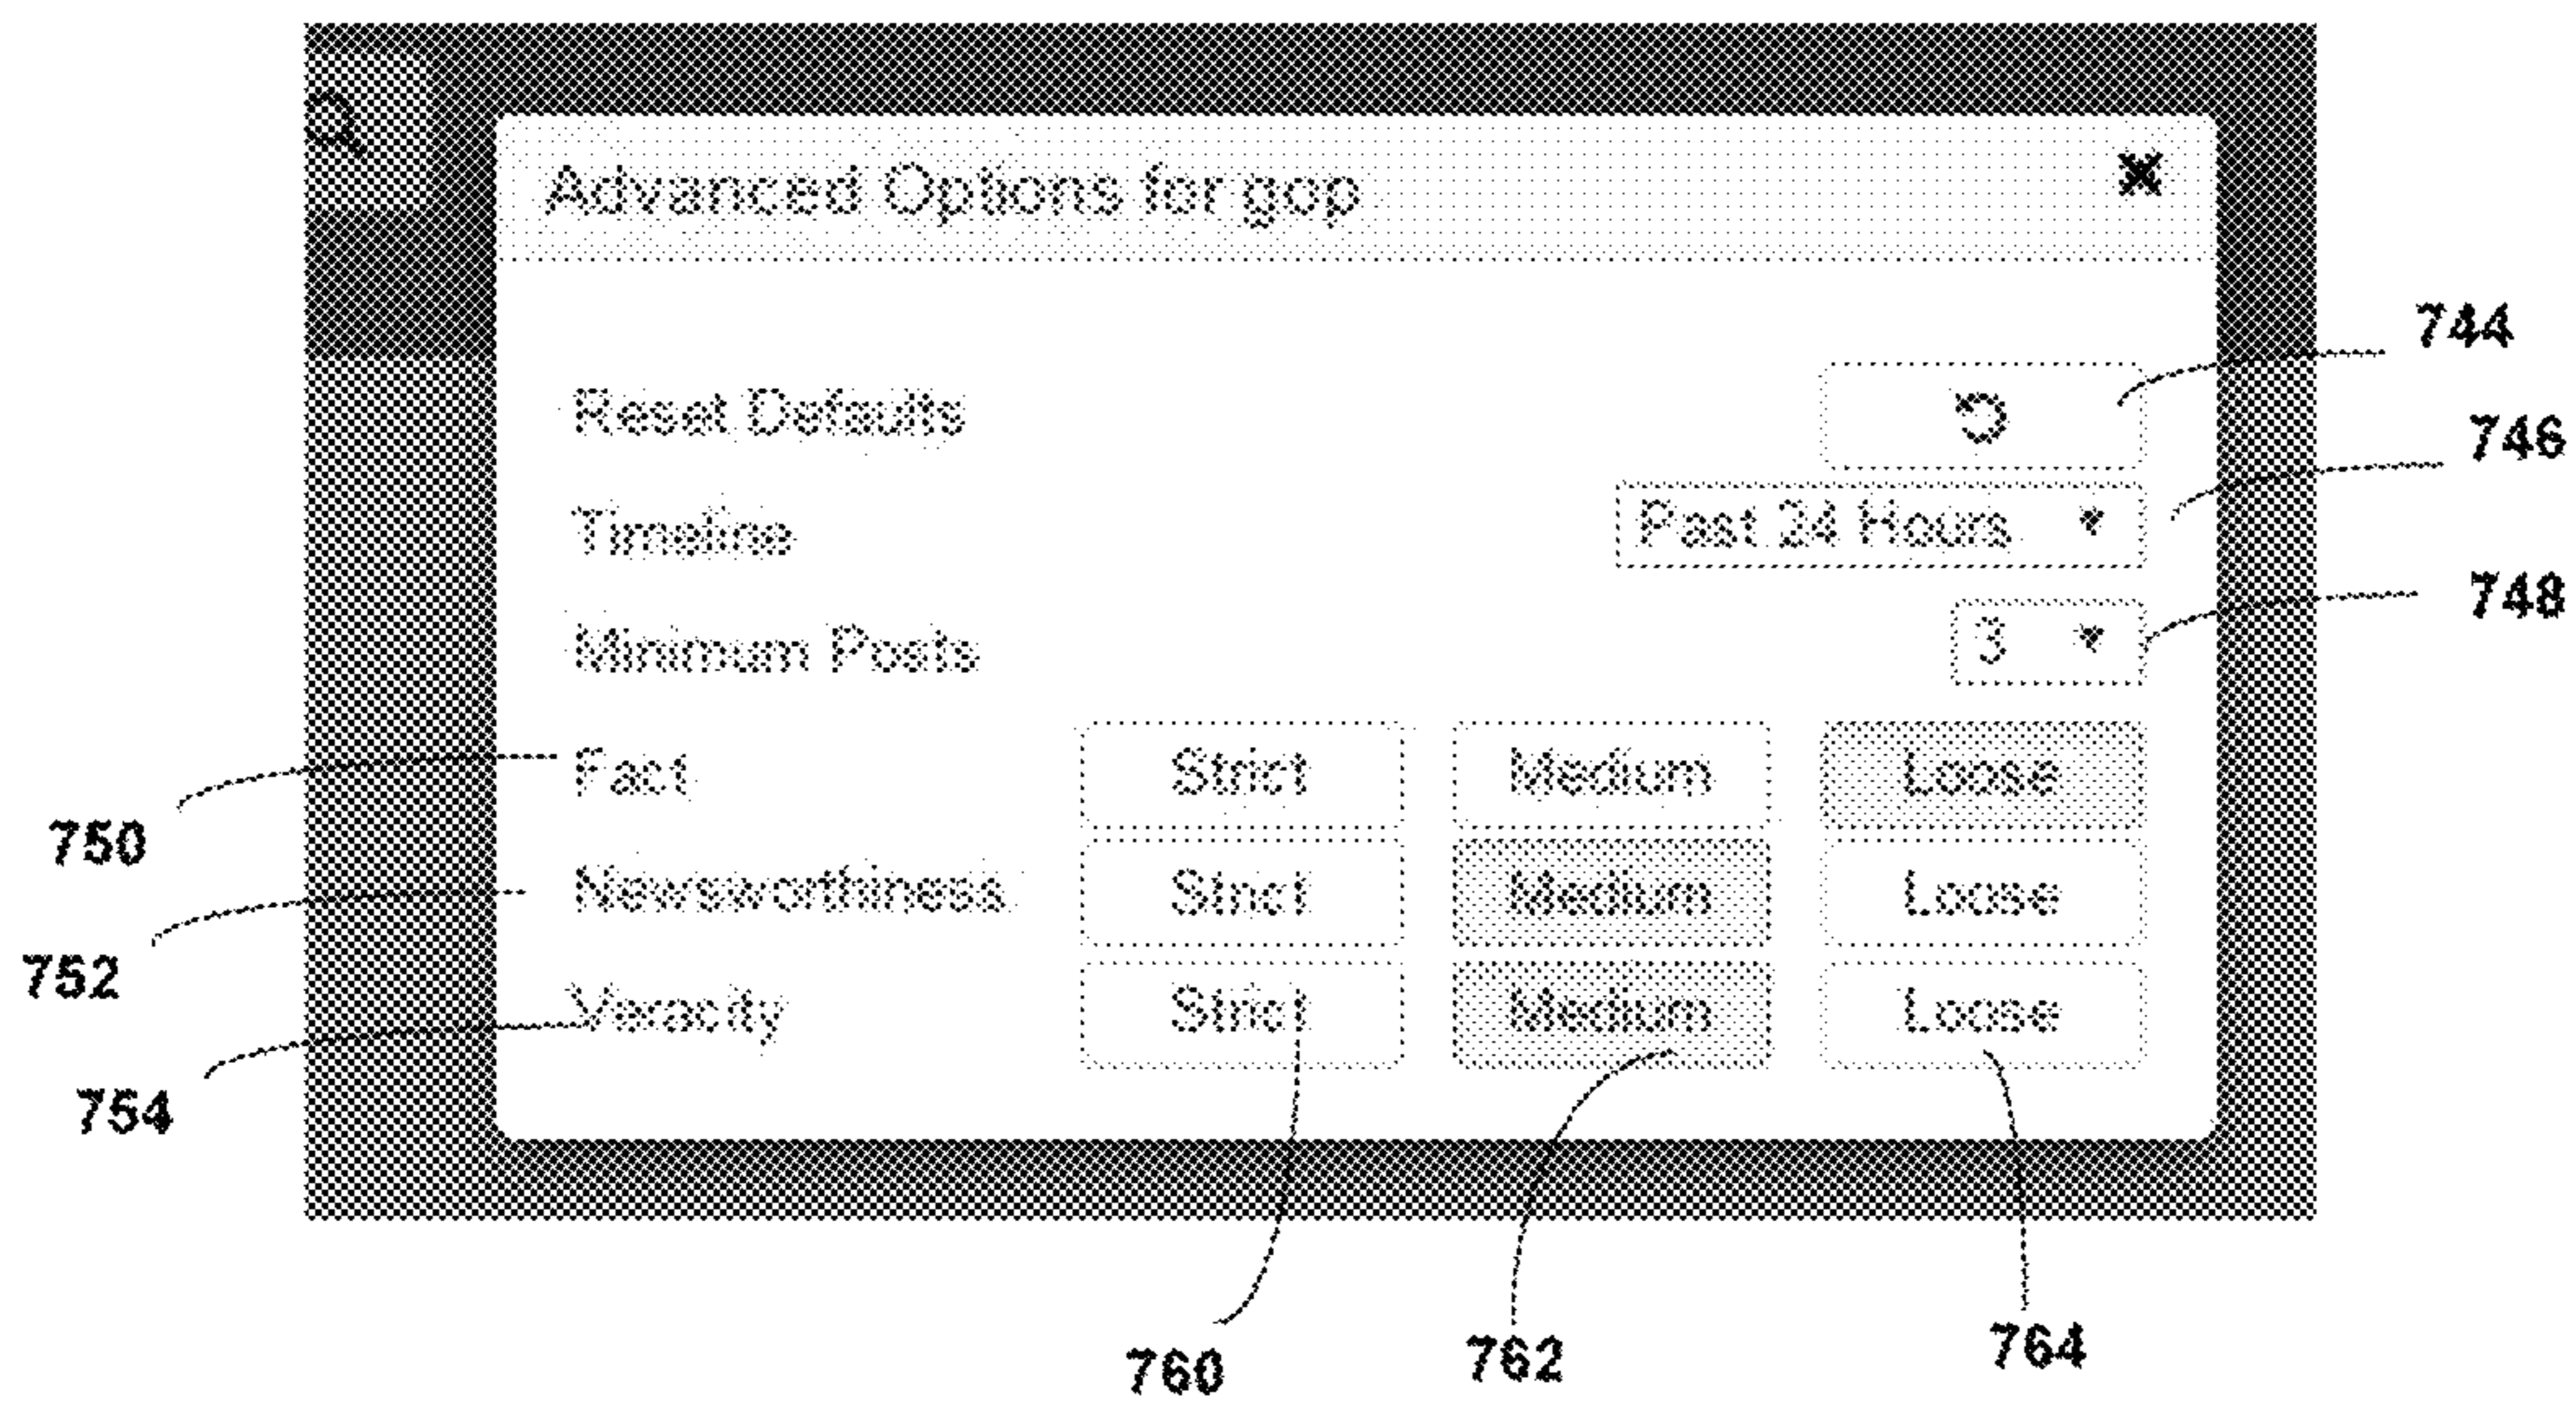 Advanced Options for gop
744
Reset Defaults
746
Timeline Past 24 Hours
748
Minimum Posts 3
Fact Strict Medium Loose
750
Newsworthiness Strict Medium Loose
752
Veracity Strict Medium Loose
754
760 762 764